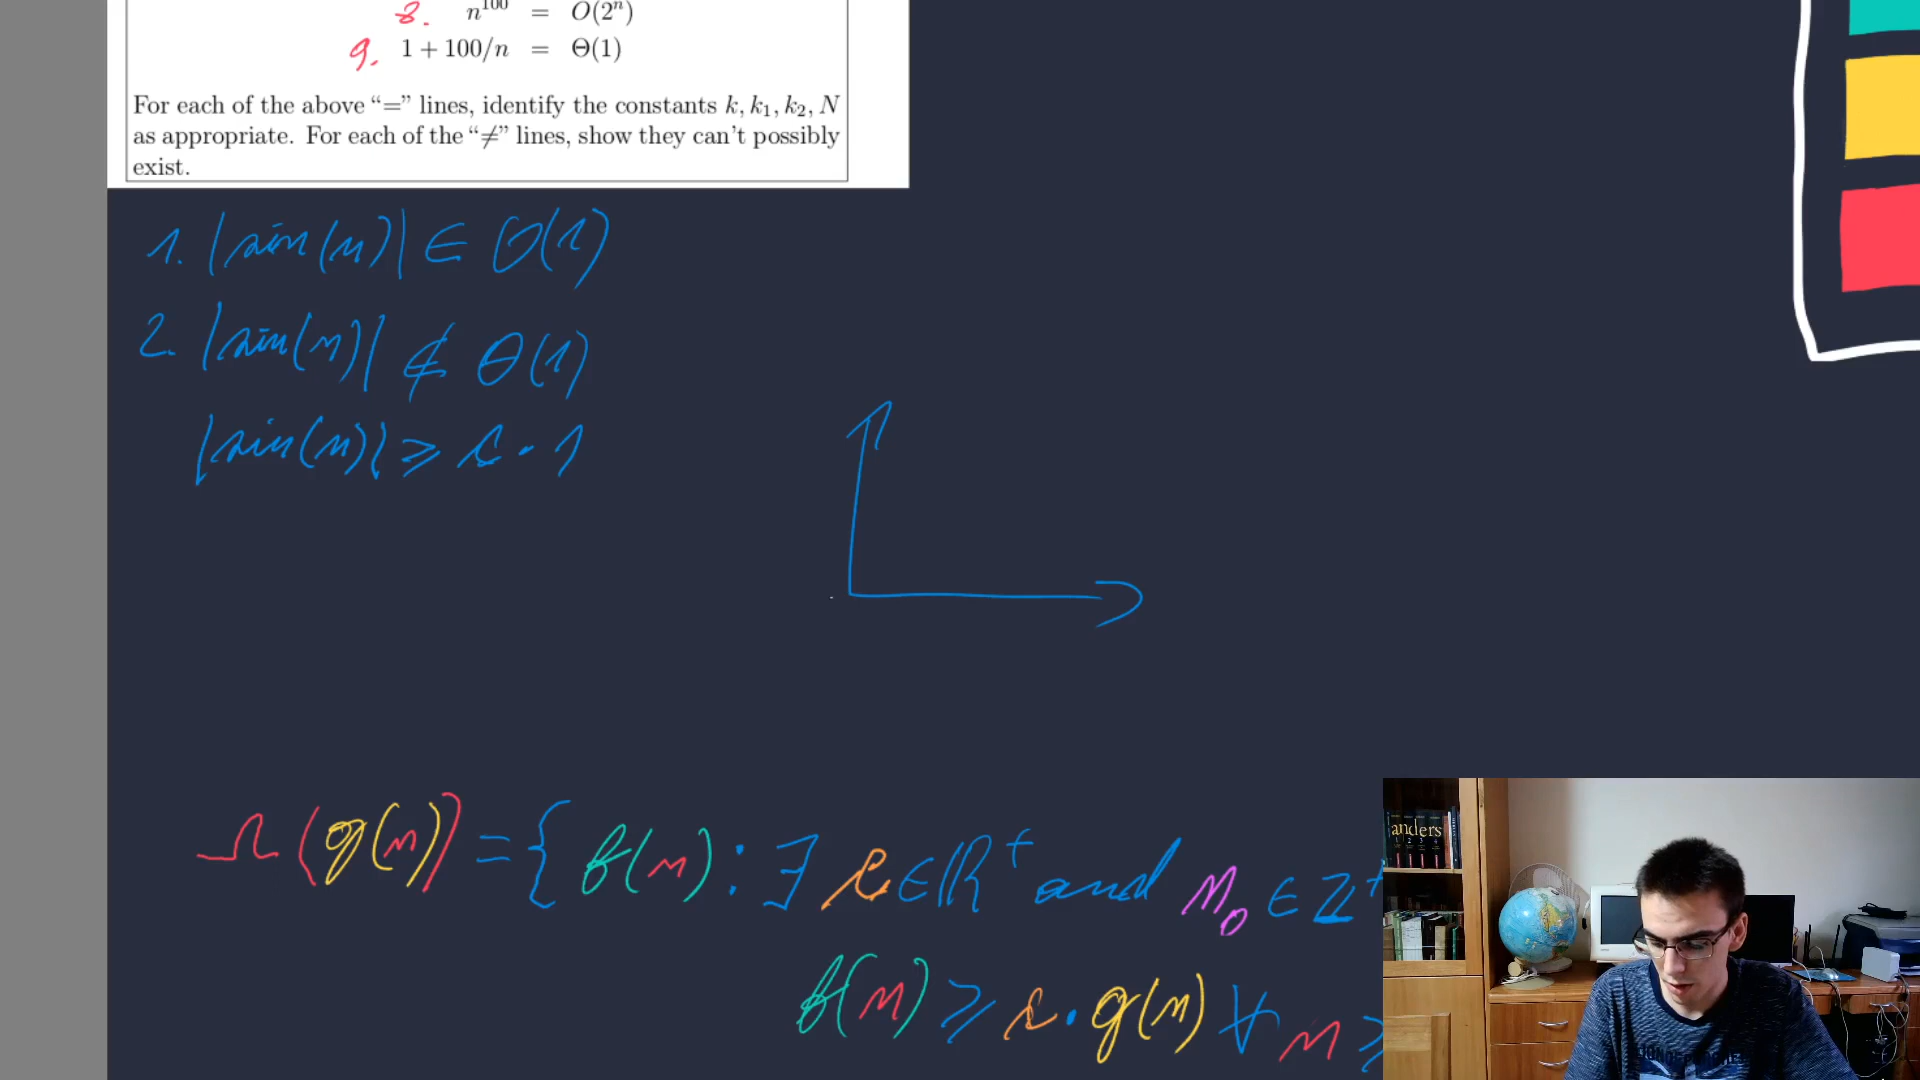 8. n^100 = O(2^n)
9. 1 + 100/n = Θ(1)
For each of the above “=” lines, identify the constants k, k₁, k₂, N
as appropriate. For each of the “≠” lines, show they can’t possibly
exist.
1. |sin(n)| ∈ O(1)
2. |sin(n)| ∉ Θ(1)
|sin(n)| ≥ c · 1
Ω(g(n)) = { f(n) : ∃ c ∈ ℝ⁺ and n₀ ∈ ℤ⁺
anders
f(n) ≥ c · g(n) ∀ n ≥